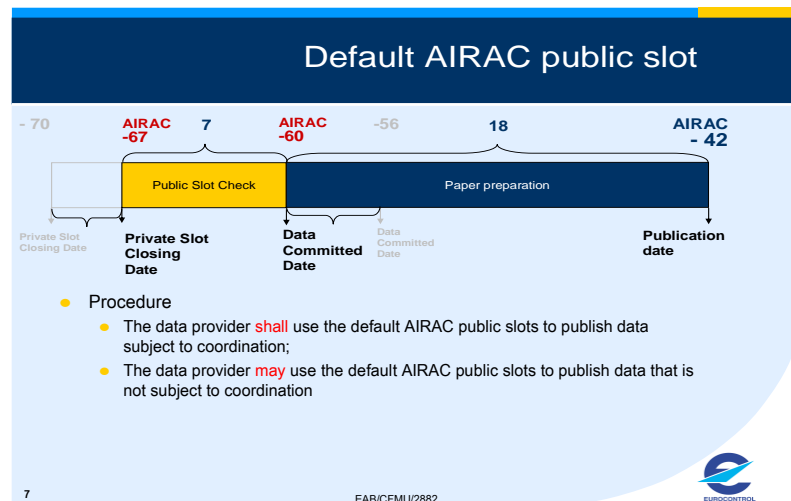 Default AIRAC public slot
- 70
AIRAC
-67
7
AIRAC
-60
-56
18
AIRAC
- 42
Public Slot Check
Paper preparation
Private Slot
Closing Date
Private Slot
Closing
Date
Data
Committed
Date
Data
Committed
Date
Publication
date
Procedure
The data provider shall use the default AIRAC public slots to publish data
subject to coordination;
The data provider may use the default AIRAC public slots to publish data that is
not subject to coordination
7
EAB/CFMU/2882
EUROCONTROL